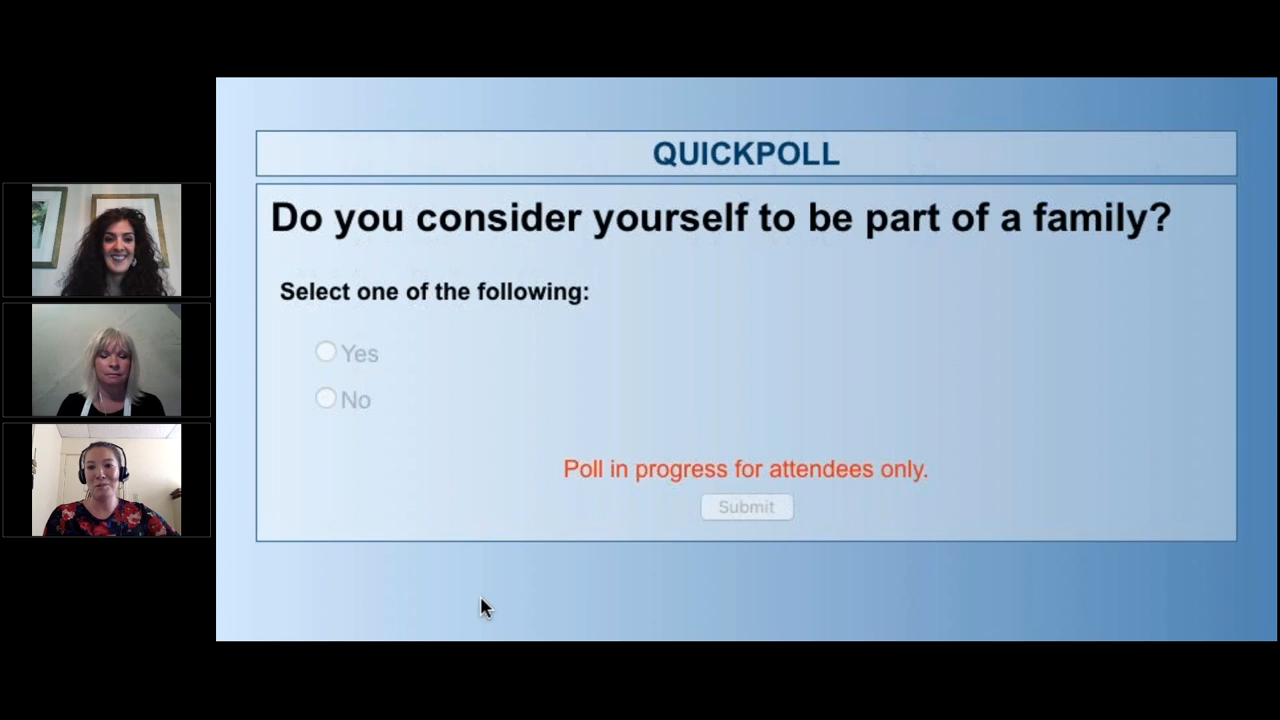 QUICKPOLL
Do you consider yourself to be part of a family?
Select one of the following:
Yes
No
Poll in progress for attendees only.
Submit